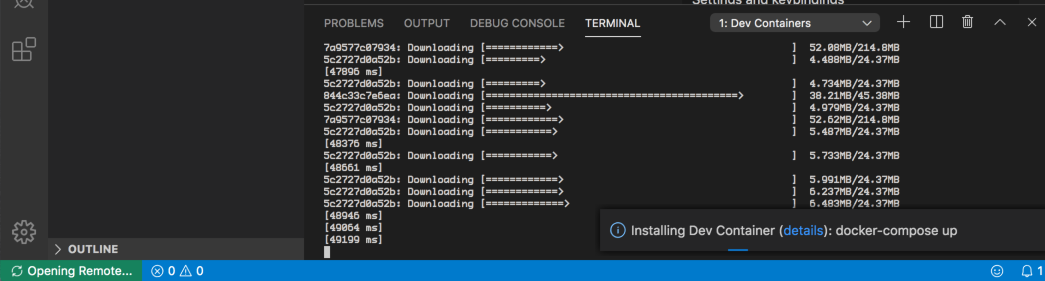 Settings and keybindings
PROBLEMS OUTPUT DEBUG CONSOLE TERMINAL 1: Dev Containers
7a9577c07934: Downloading [============>                                      ]  52.08MB/214.8MB
5c2727d0a52b: Downloading [=========>                                         ]  4.488MB/24.37MB
[47896 ms]
5c2727d0a52b: Downloading [=========>                                         ]  4.734MB/24.37MB
844c33c7e6ea: Downloading [==========================================>        ]  38.21MB/45.38MB
5c2727d0a52b: Downloading [==========>                                        ]  4.979MB/24.37MB
7a9577c07934: Downloading [============>                                      ]  52.62MB/214.8MB
5c2727d0a52b: Downloading [===========>                                       ]  5.487MB/24.37MB
[48376 ms]
5c2727d0a52b: Downloading [===========>                                       ]  5.733MB/24.37MB
[48661 ms]
5c2727d0a52b: Downloading [============>                                      ]  5.991MB/24.37MB
5c2727d0a52b: Downloading [============>                                      ]  6.237MB/24.37MB
5c2727d0a52b: Downloading [=============>                                     ]  6.483MB/24.37MB
[48946 ms]
[49064 ms]
[49199 ms]
Installing Dev Container (details): docker-compose up
OUTLINE
Opening Remote... 0 0 1